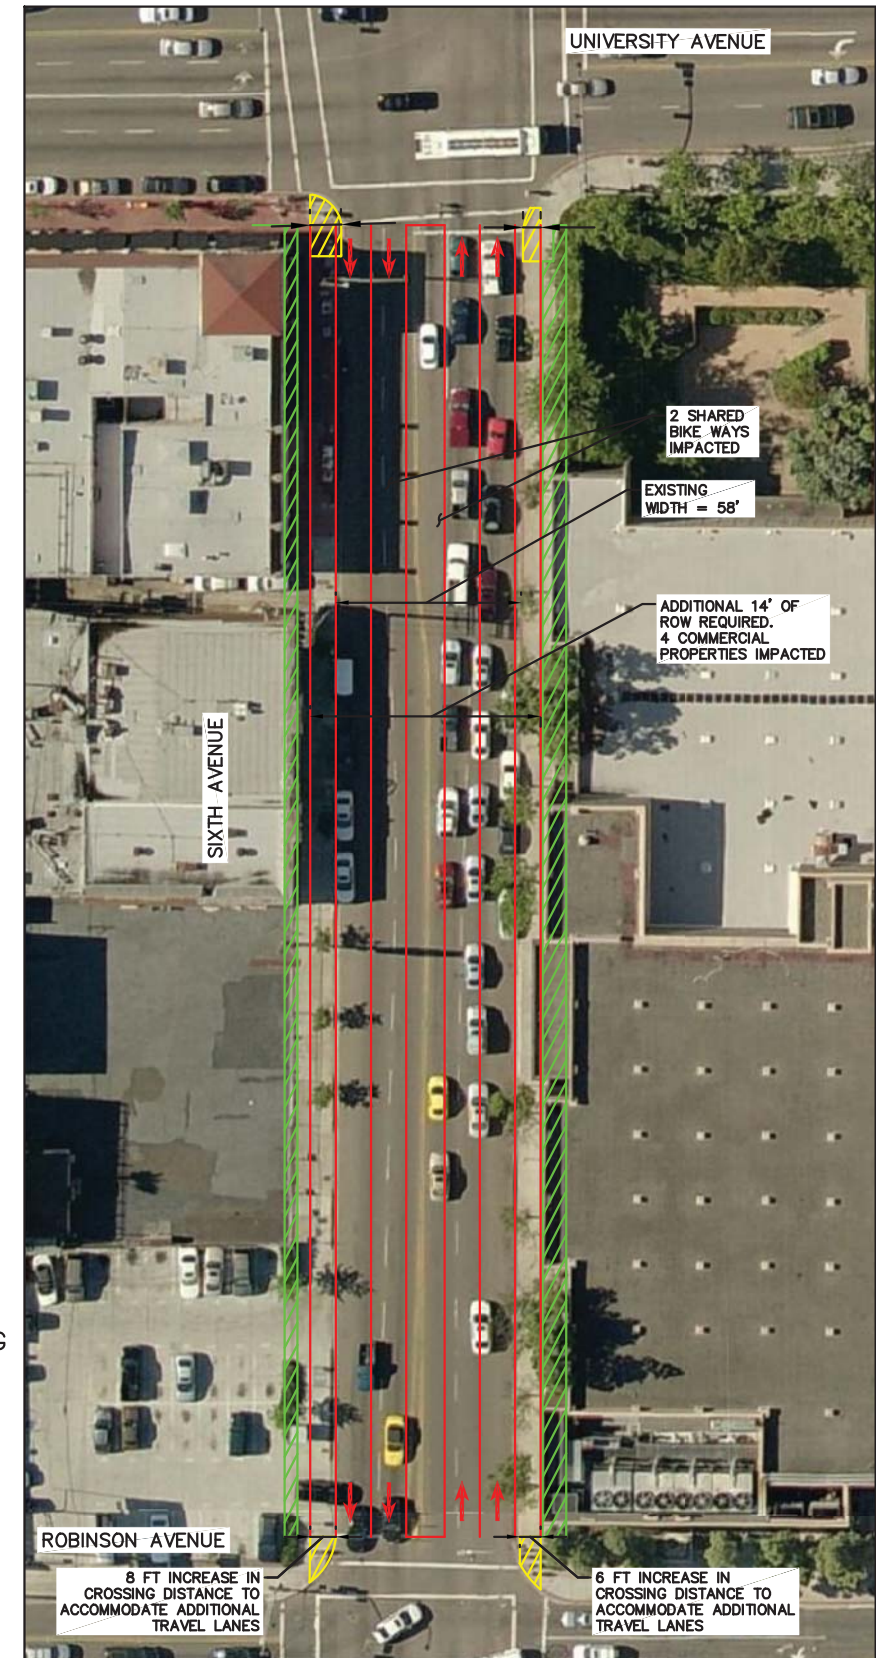 UNIVERSITY AVENUE
2 SHARED
BIKE WAYS
IMPACTED
EXISTING
WIDTH = 58'
ADDITIONAL 14' OF
ROW REQUIRED.
4 COMMERCIAL
PROPERTIES IMPACTED
SIXTH AVENUE
G
ROBINSON AVENUE
8 FT INCREASE IN
CROSSING DISTANCE TO
ACCOMMODATE ADDITIONAL
TRAVEL LANES
6 FT INCREASE IN
CROSSING DISTANCE TO
ACCOMMODATE ADDITIONAL
TRAVEL LANES